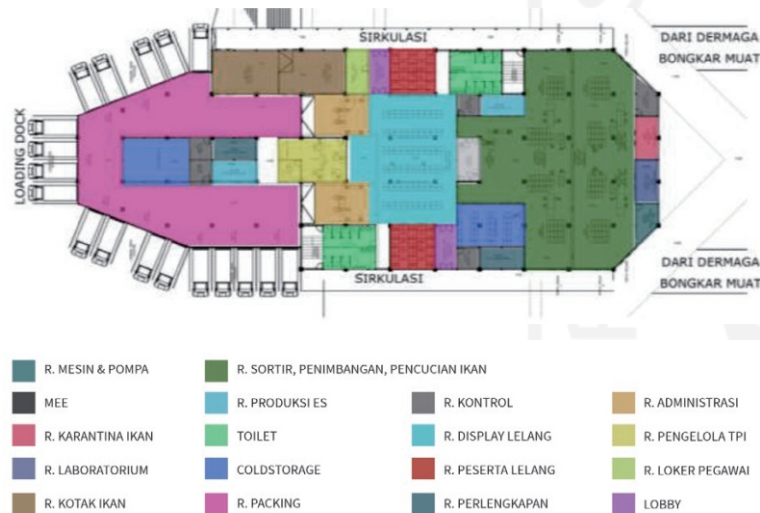 SIRKULASI
DARI DERMAGA
BONGKAR MUAT
LOADING DOCK
DARI DERMAGA
BONGKAR MUAT
SIRKULASI
R. MESIN & POMPA
R. SORTIR, PENIMBANGAN, PENCUCIAN IKAN
MEE
R. PRODUKSI ES
R. KONTROL
R. ADMINISTRASI
R. KARANTINA IKAN
TOILET
R. DISPLAY LELANG
R. PENGELOLA TPI
R. LABORATORIUM
COLDSTORAGE
R. PESERTA LELANG
R. LOKER PEGAWAI
R. KOTAK IKAN
R. PACKING
R. PERLENGKAPAN
LOBBY